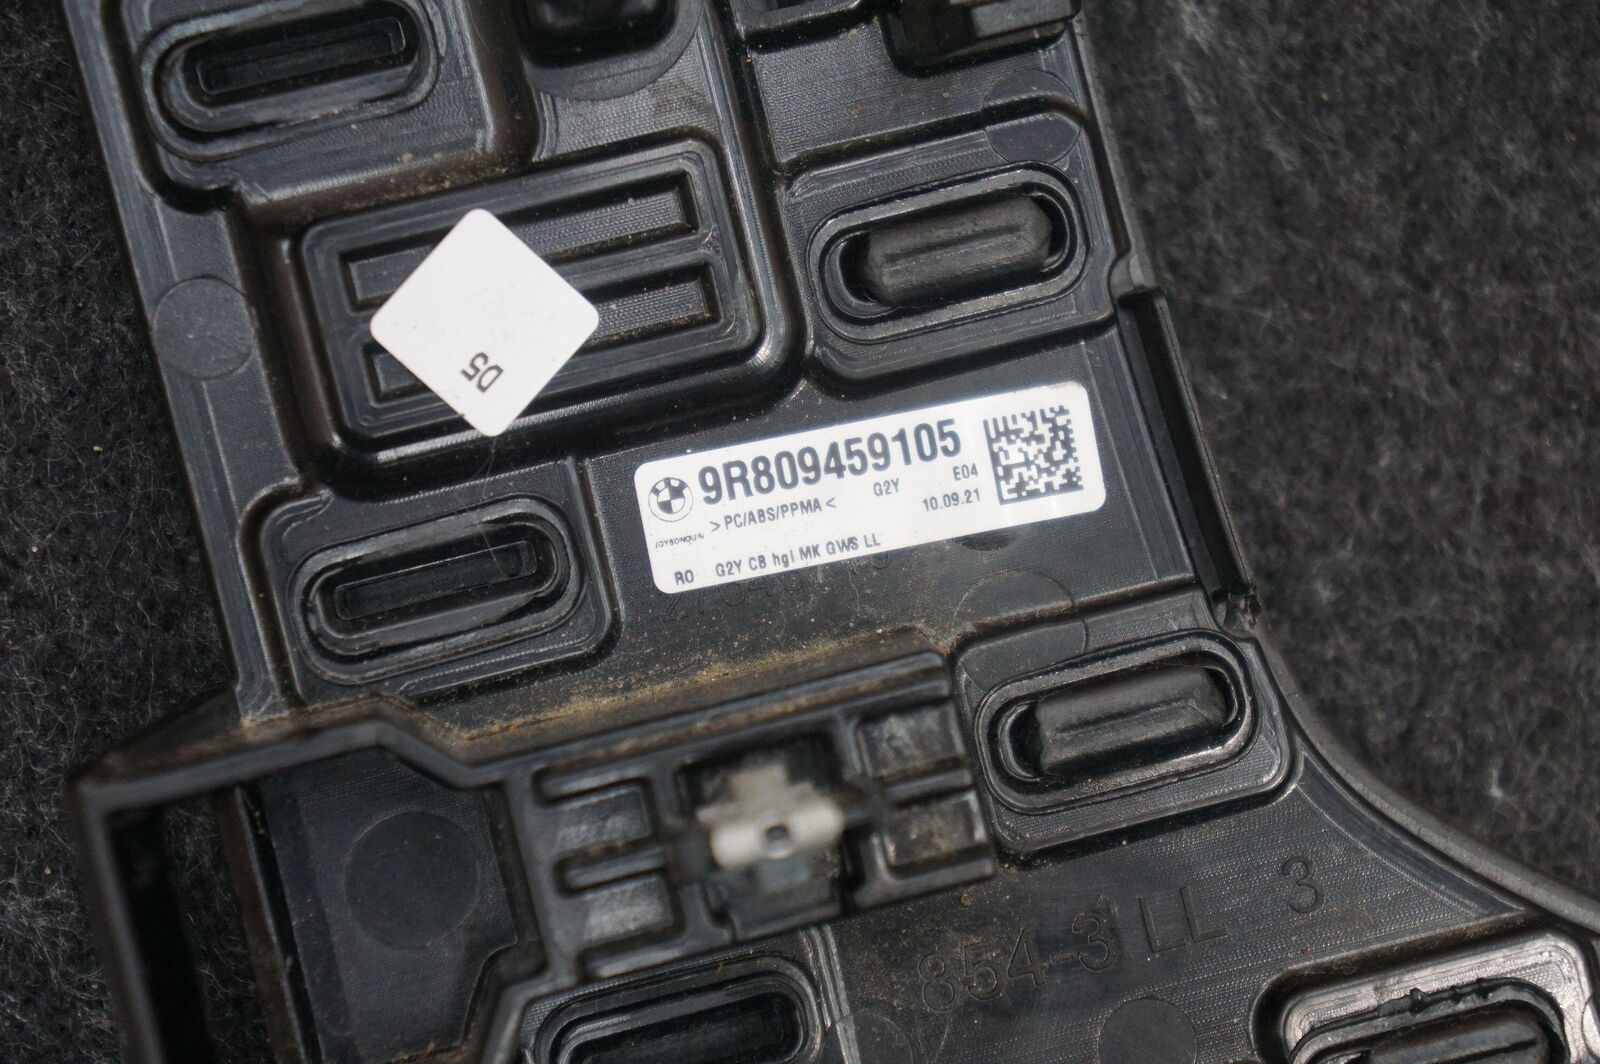 D5
9R809459105
>PC/ABS/PPMA< G2Y E04
JOYSONQUIN 10.09.21
RO G2Y CB hgl MK GWS LL
854-3 LL 3